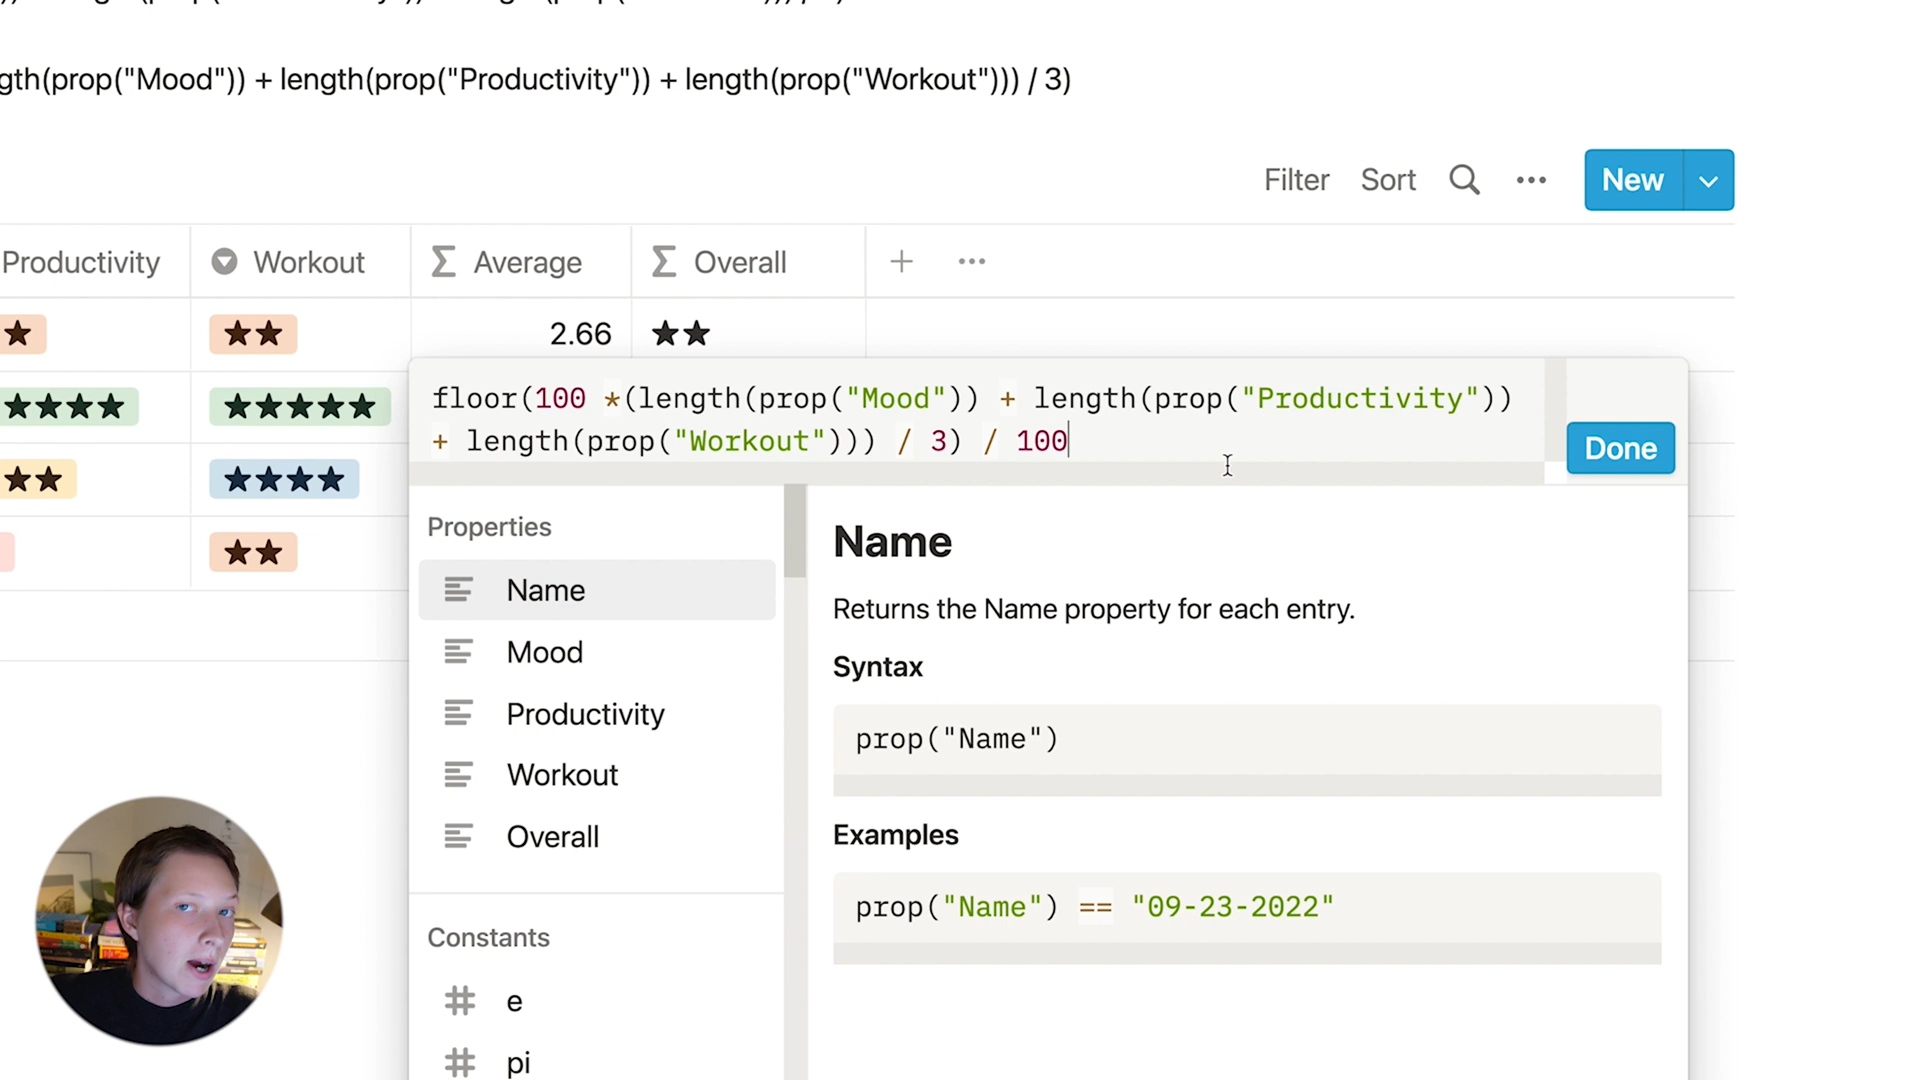 gth(prop("Mood")) + length(prop("Productivity")) + length(prop("Workout"))) / 3)
Filter Sort New
Productivity Workout Average Overall
★ ★★ 2.66 ★★
★★★★ ★★★★★
★★ ★★★★
★★
floor(100 *(length(prop("Mood")) + length(prop("Productivity"))
+ length(prop("Workout"))) / 3) / 100
Done
Properties
Name
Mood
Productivity
Workout
Overall
Constants
e
pi
Name
Returns the Name property for each entry.
Syntax
prop("Name")
Examples
prop("Name") == "09-23-2022"